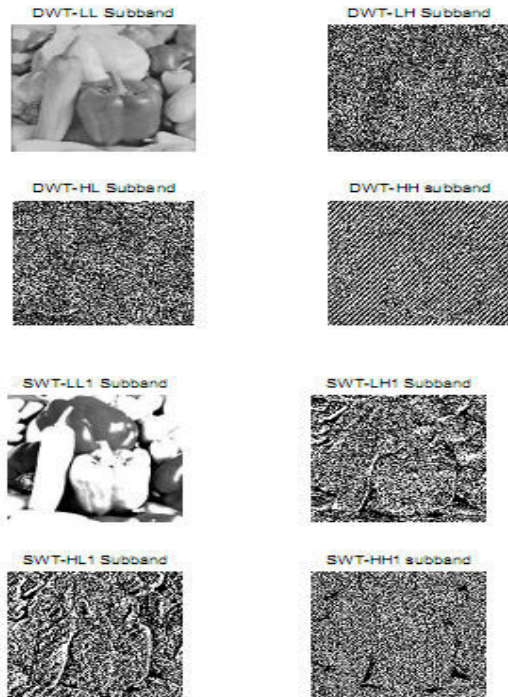 DWT-LL Subband
DWT-LH Subband
DWT-HL Subband
DWT-HH subband
SWT-LL1 Subband
SWT-LH1 Subband
SWT-HL1 Subband
SWT-HH1 subband